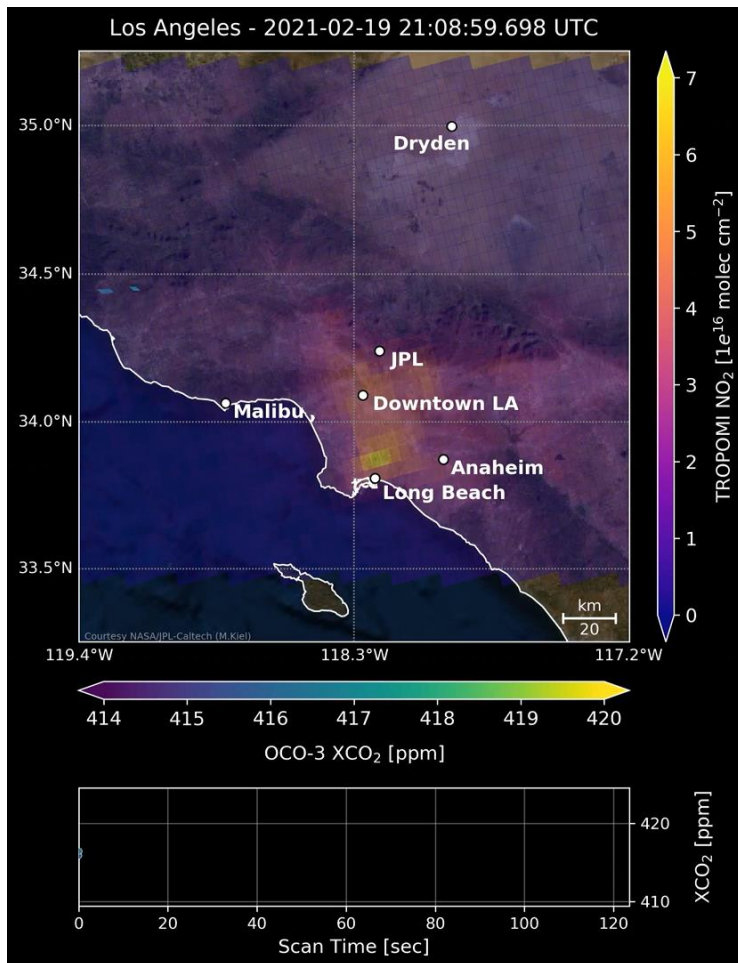 Los Angeles - 2021-02-19 21:08:59.698 UTC
35.0°N
34.5°N
34.0°N
33.5°N
Dryden
JPL
Downtown LA
Malibu
Anaheim
Long Beach
km
20
Courtesy NASA/JPL-Caltech (M.Kiel)
119.4°W 118.3°W 117.2°W
7
6
5
4
3
2
1
0
TROPOMI NO₂ [1e¹⁶ molec cm⁻²]
414 415 416 417 418 419 420
OCO-3 XCO₂ [ppm]
420
410
XCO₂ [ppm]
0 20 40 60 80 100 120
Scan Time [sec]